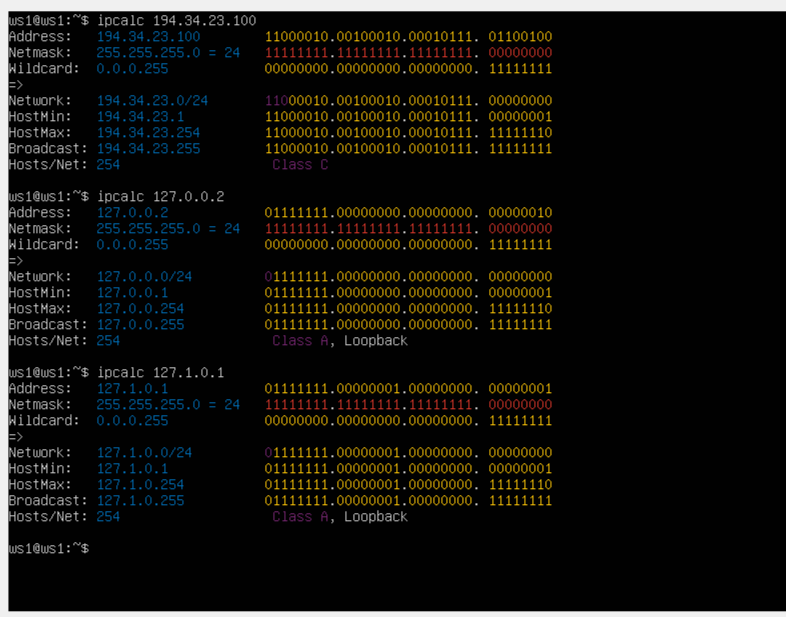 ws1@ws1:~$ ipcalc 194.34.23.100
Address:   194.34.23.100        11000010.00100010.00010111. 01100100
Netmask:   255.255.255.0 = 24   11111111.11111111.11111111. 00000000
Wildcard:  0.0.0.255            00000000.00000000.00000000. 11111111
=>
Network:   194.34.23.0/24       11000010.00100010.00010111. 00000000
HostMin:   194.34.23.1          11000010.00100010.00010111. 00000001
HostMax:   194.34.23.254        11000010.00100010.00010111. 11111110
Broadcast: 194.34.23.255        11000010.00100010.00010111. 11111111
Hosts/Net: 254                   Class C
ws1@ws1:~$ ipcalc 127.0.0.2
Address:   127.0.0.2            01111111.00000000.00000000. 00000010
Netmask:   255.255.255.0 = 24   11111111.11111111.11111111. 00000000
Wildcard:  0.0.0.255            00000000.00000000.00000000. 11111111
=>
Network:   127.0.0.0/24         01111111.00000000.00000000. 00000000
HostMin:   127.0.0.1            01111111.00000000.00000000. 00000001
HostMax:   127.0.0.254          01111111.00000000.00000000. 11111110
Broadcast: 127.0.0.255          01111111.00000000.00000000. 11111111
Hosts/Net: 254                   Class A, Loopback
ws1@ws1:~$ ipcalc 127.1.0.1
Address:   127.1.0.1            01111111.00000001.00000000. 00000001
Netmask:   255.255.255.0 = 24   11111111.11111111.11111111. 00000000
Wildcard:  0.0.0.255            00000000.00000000.00000000. 11111111
=>
Network:   127.1.0.0/24         01111111.00000001.00000000. 00000000
HostMin:   127.1.0.1            01111111.00000001.00000000. 00000001
HostMax:   127.1.0.254          01111111.00000001.00000000. 11111110
Broadcast: 127.1.0.255          01111111.00000001.00000000. 11111111
Hosts/Net: 254                   Class A, Loopback
ws1@ws1:~$